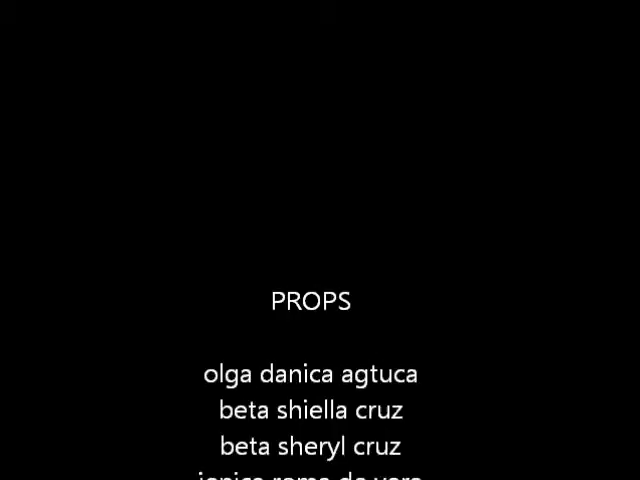 PROPS
olga danica agtuca
beta shiella cruz
beta sheryl cruz